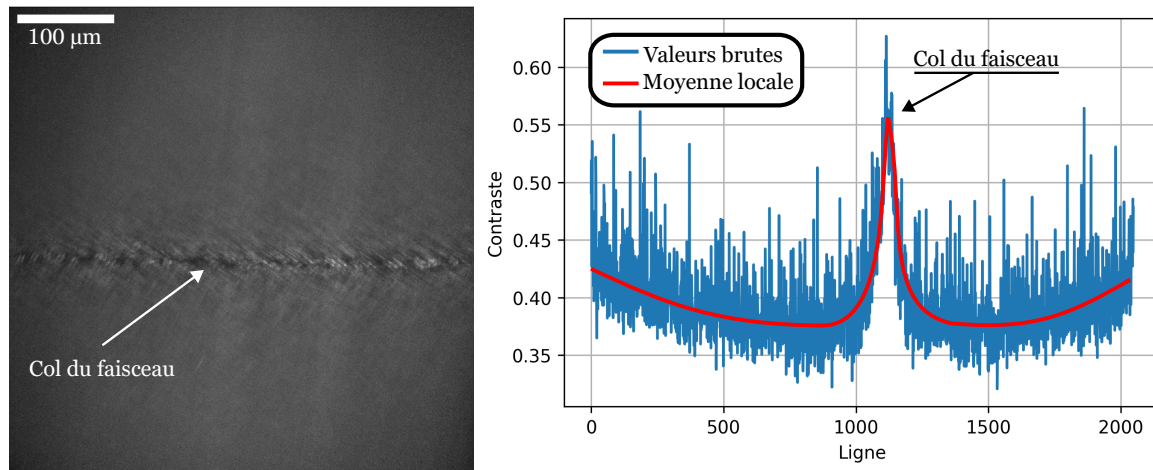 100 µm
Col du faisceau
Valeurs brutes
Moyenne locale
Col du faisceau
Contraste
0.60
0.55
0.50
0.45
0.40
0.35
0
500
1000
1500
2000
Ligne